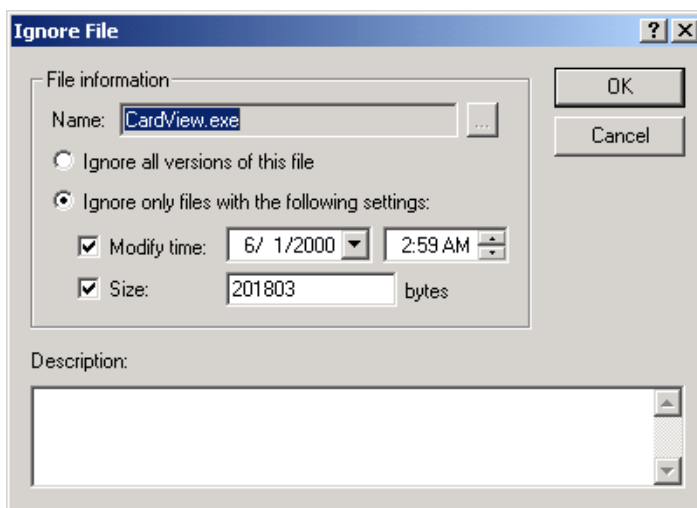 Ignore File
File information
OK
Name: CardView.exe ...
Cancel
Ignore all versions of this file
Ignore only files with the following settings:
Modify time: 6/ 1/2000 2:59 AM
Size: 201803 bytes
Description: